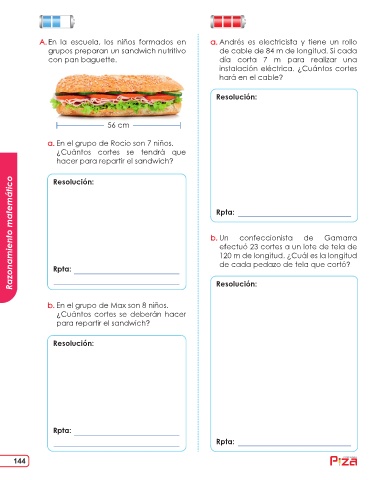 A. En la escuela, los niños formados en
grupos preparan un sandwich nutritivo
con pan baguette.
56 cm
a. En el grupo de Rocio son 7 niños.
¿Cuántos cortes se tendrá que
hacer para repartir el sandwich?
Resolución:
Rpta:
b. En el grupo de Max son 8 niños.
¿Cuántos cortes se deberán hacer
para repartir el sandwich?
Resolución:
Rpta:
a. Andrés es electricista y tiene un rollo
de cable de 84 m de longitud. Si cada
día corta 7 m para realizar una
instalación eléctrica. ¿Cuántos cortes
hará en el cable?
Resolución:
Rpta:
b. Un confeccionista de Gamarra
efectuó 23 cortes a un lote de tela de
120 m de longitud. ¿Cuál es la longitud
de cada pedazo de tela que cortó?
Resolución:
Rpta:
Razonamiento matemático
144